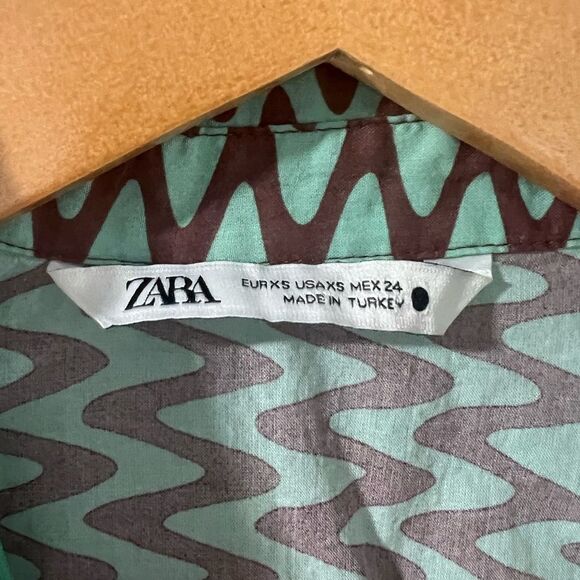 ZARA
EUR XS USA XS MEX 24
MADE IN TURKEY